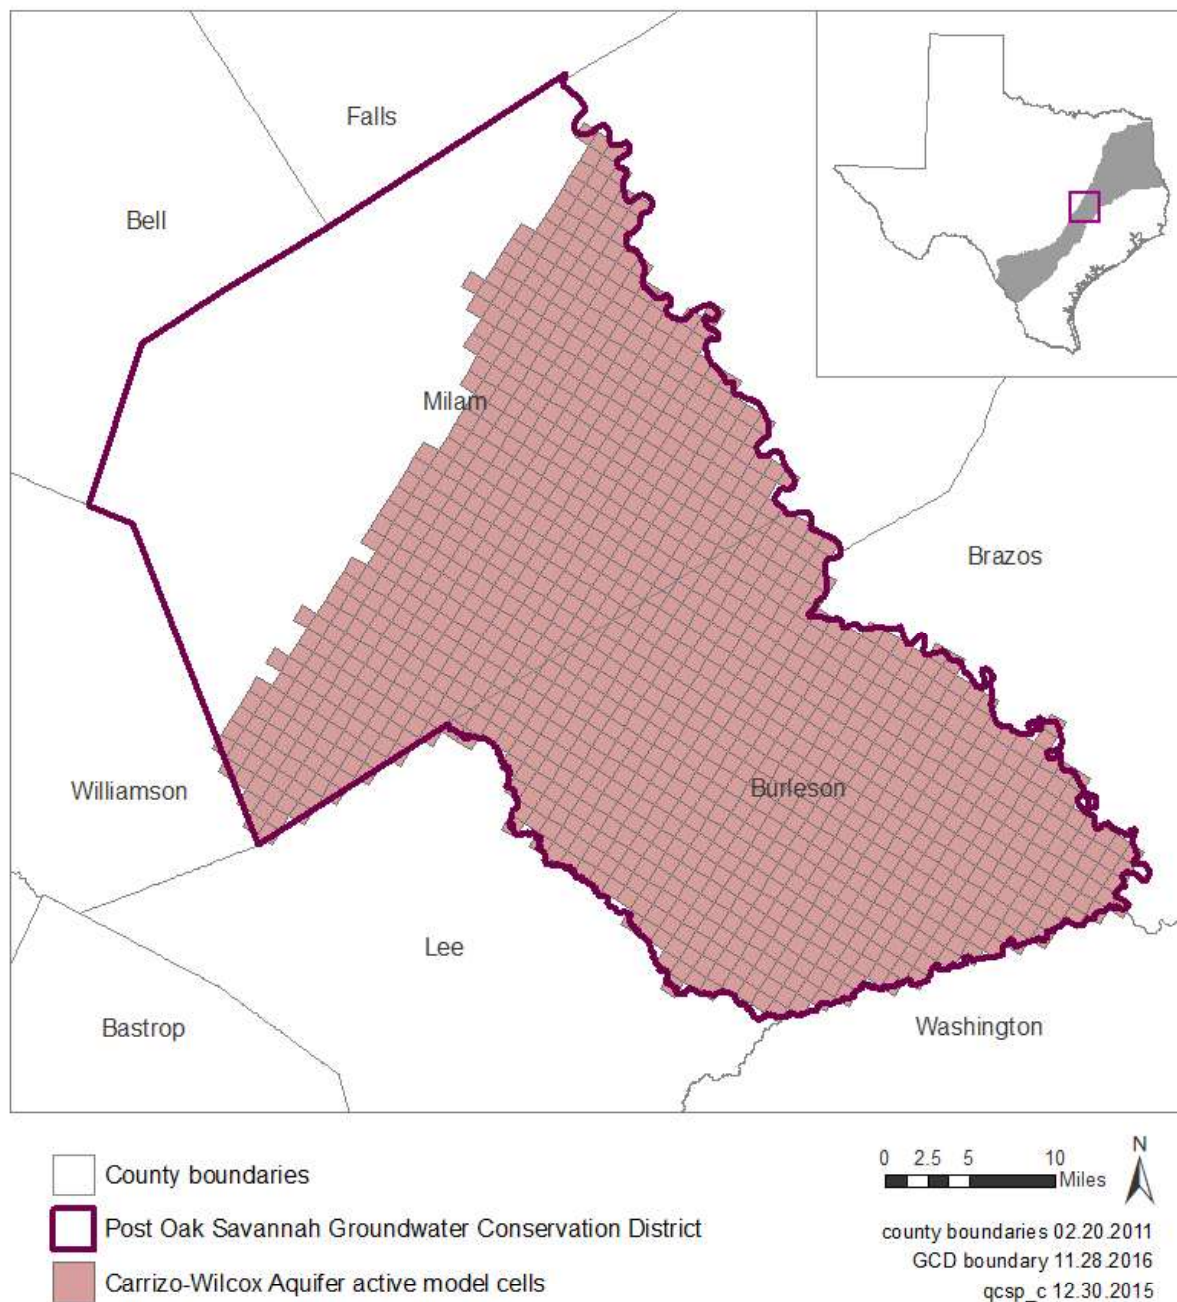 Falls
Bell
Milam
Brazos
Williamson
Burleson
Lee
Bastrop
Washington
County boundaries
Post Oak Savannah Groundwater Conservation District
Carrizo-Wilcox Aquifer active model cells
N
0 2.5 5 10
Miles
county boundaries 02.20.2011
GCD boundary 11.28.2016
qcsp_c 12.30.2015